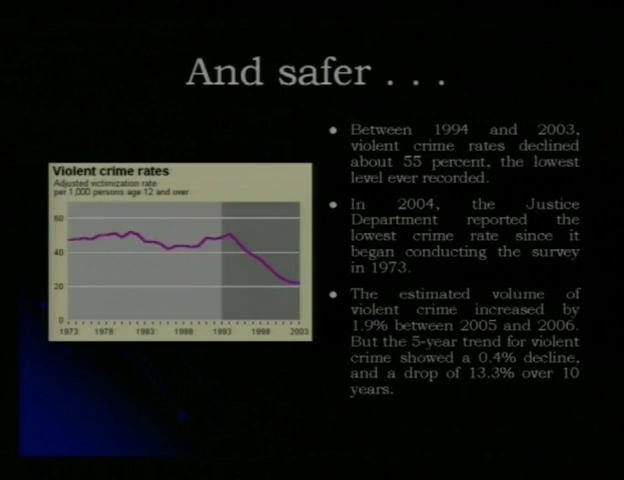 And safer . . .
Violent crime rates
Adjusted victimization rate
per 1,000 persons age 12 and over
60
40
20
0
1973 1978 1983 1988 1993 1998 2003
• Between 1994 and 2003,
violent crime rates declined
about 55 percent, the lowest
level ever recorded.
• In 2004, the Justice
Department reported the
lowest crime rate since it
began conducting the survey
in 1973.
• The estimated volume of
violent crime increased by
1.9% between 2005 and 2006.
But the 5-year trend for violent
crime showed a 0.4% decline,
and a drop of 13.3% over 10
years.